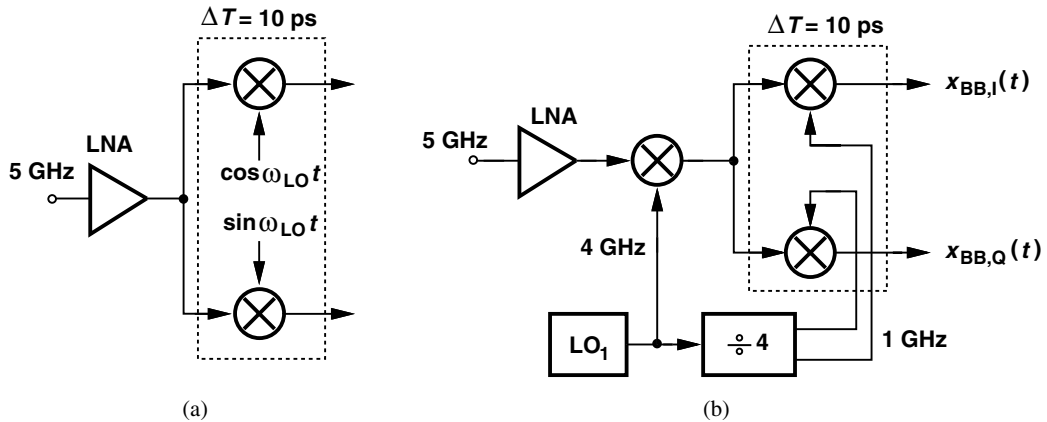 ΔT = 10 ps
LNA
5 GHz
cos ω_LO t
sin ω_LO t
(a)
ΔT = 10 ps
LNA
5 GHz
4 GHz
x_BB,I(t)
x_BB,Q(t)
LO₁
÷ 4
1 GHz
(b)